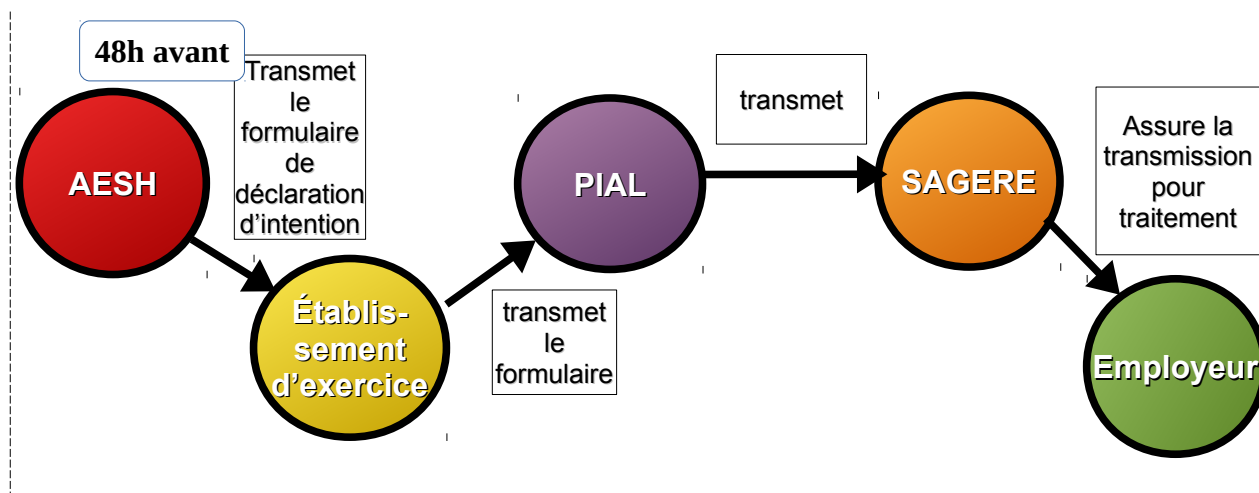 48h avant
Transmet
le
formulaire
de
déclaration
d’intention
AESH
Établis-
sement
d’exercice
transmet
le
formulaire
PIAL
transmet
SAGERE
Assure la
transmission
pour
traitement
Employeur